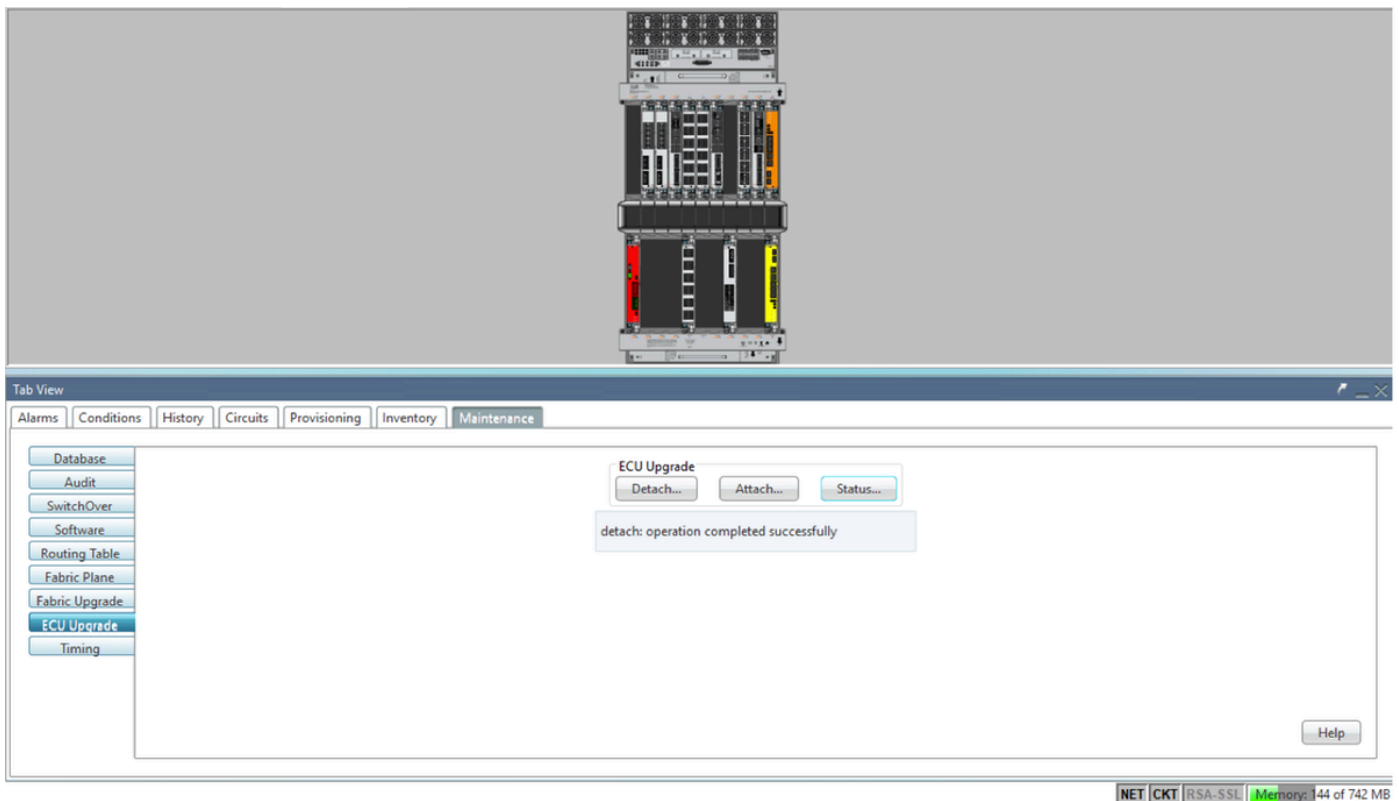 Tab View
Alarms Conditions History Circuits Provisioning Inventory Maintenance
Database
Audit
SwitchOver
Software
Routing Table
Fabric Plane
Fabric Upgrade
ECU Upgrade
Timing
ECU Upgrade
Detach... Attach... Status...
detach: operation completed successfully
Help
NET CKT RSA-SSL Memory: 144 of 742 MB